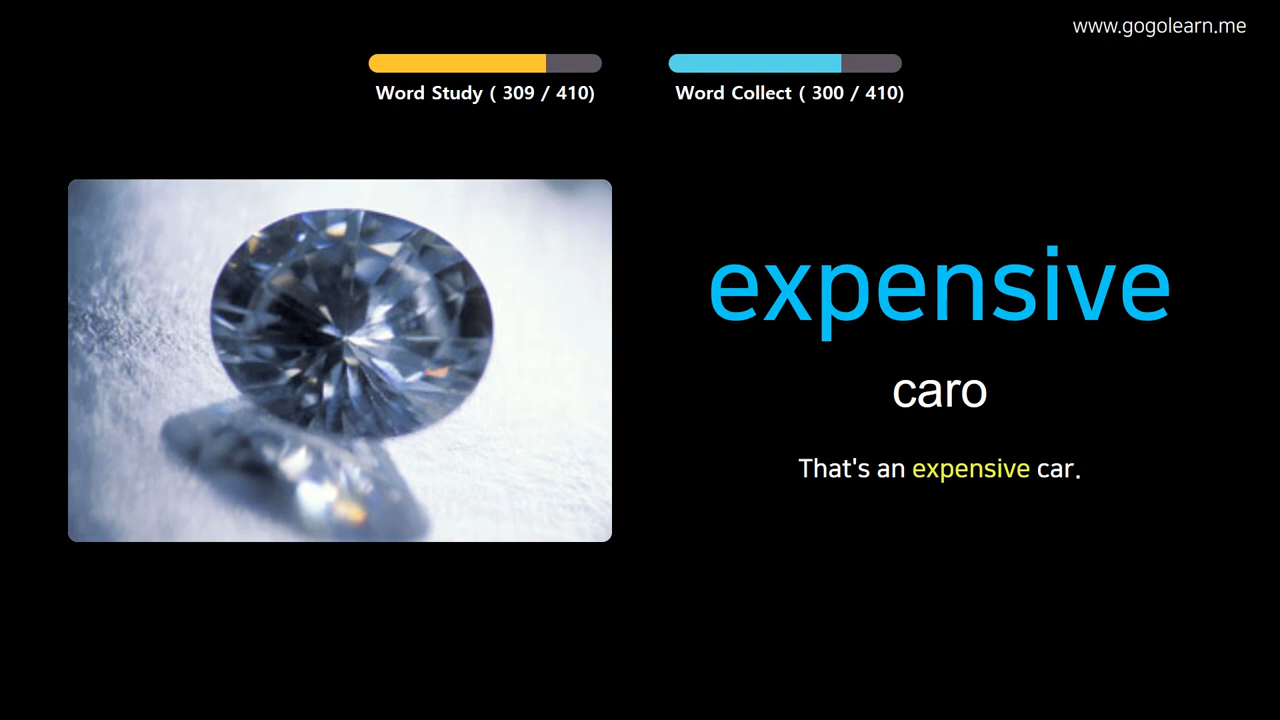 www.gogolearn.me
Word Study ( 309 / 410)
Word Collect ( 300 / 410)
expensive
caro
That's an expensive car.